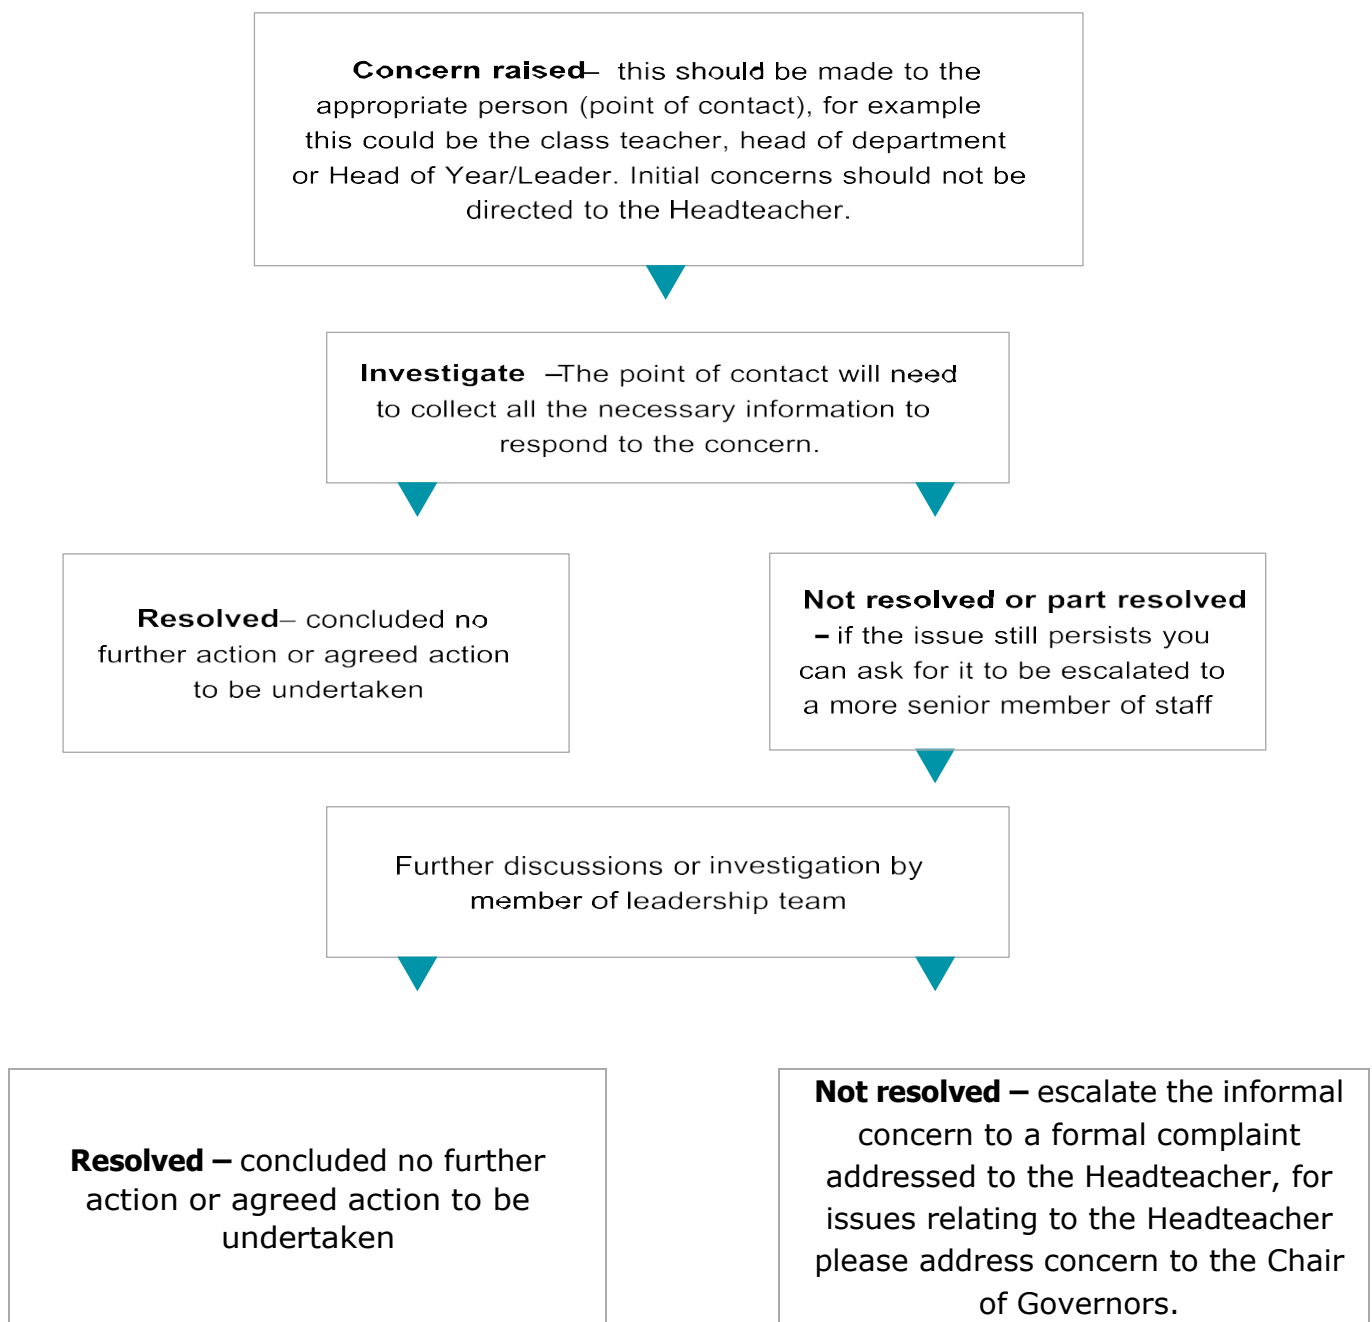 Concern raised– this should be made to the
appropriate person (point of contact), for example
this could be the class teacher, head of department
or Head of Year/Leader. Initial concerns should not be
directed to the Headteacher.
Investigate –The point of contact will need
to collect all the necessary information to
respond to the concern.
Resolved– concluded no
further action or agreed action
to be undertaken
Not resolved or part resolved
– if the issue still persists you
can ask for it to be escalated to
a more senior member of staff
Further discussions or investigation by
member of leadership team
Resolved – concluded no further
action or agreed action to be
undertaken
Not resolved – escalate the informal
concern to a formal complaint
addressed to the Headteacher, for
issues relating to the Headteacher
please address concern to the Chair
of Governors.